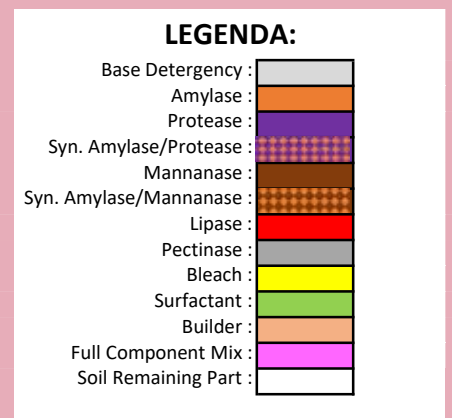 LEGENDA:
Base Detergency :
Amylase :
Protease :
Syn. Amylase/Protease :
Mannanase :
Syn. Amylase/Mannanase :
Lipase :
Pectinase :
Bleach :
Surfactant :
Builder :
Full Component Mix :
Soil Remaining Part :